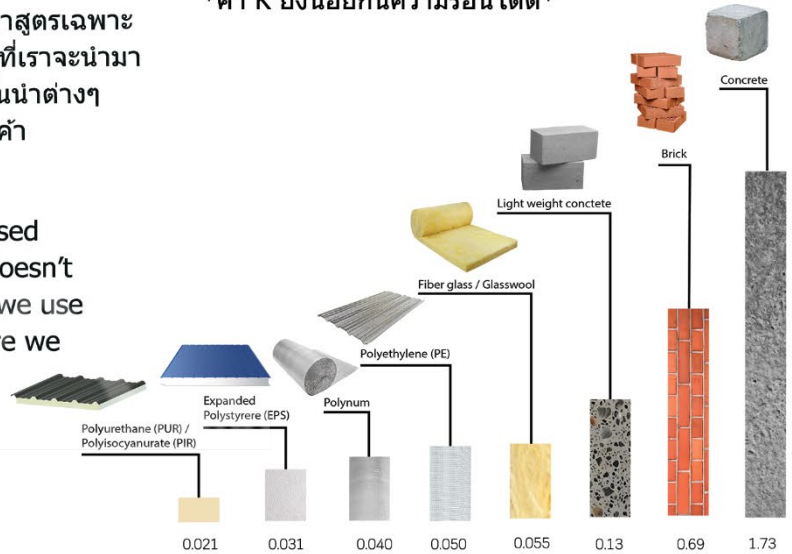 *ค่า K ยิ่งน้อยกันความร้อนได้ดี*
าสูตรเฉพาะ
ที่เราจะนำมา
นนำต่างๆ
ค้า
sed
oesn't
we use
e we
Concrete
Brick
Light weight conctete
Fiber glass / Glasswool
Polyethylene (PE)
Polynum
Expanded
Polystyrere (EPS)
Polyurethane (PUR) /
Polyisocyanurate (PIR)
0.021 0.031 0.040 0.050 0.055 0.13 0.69 1.73